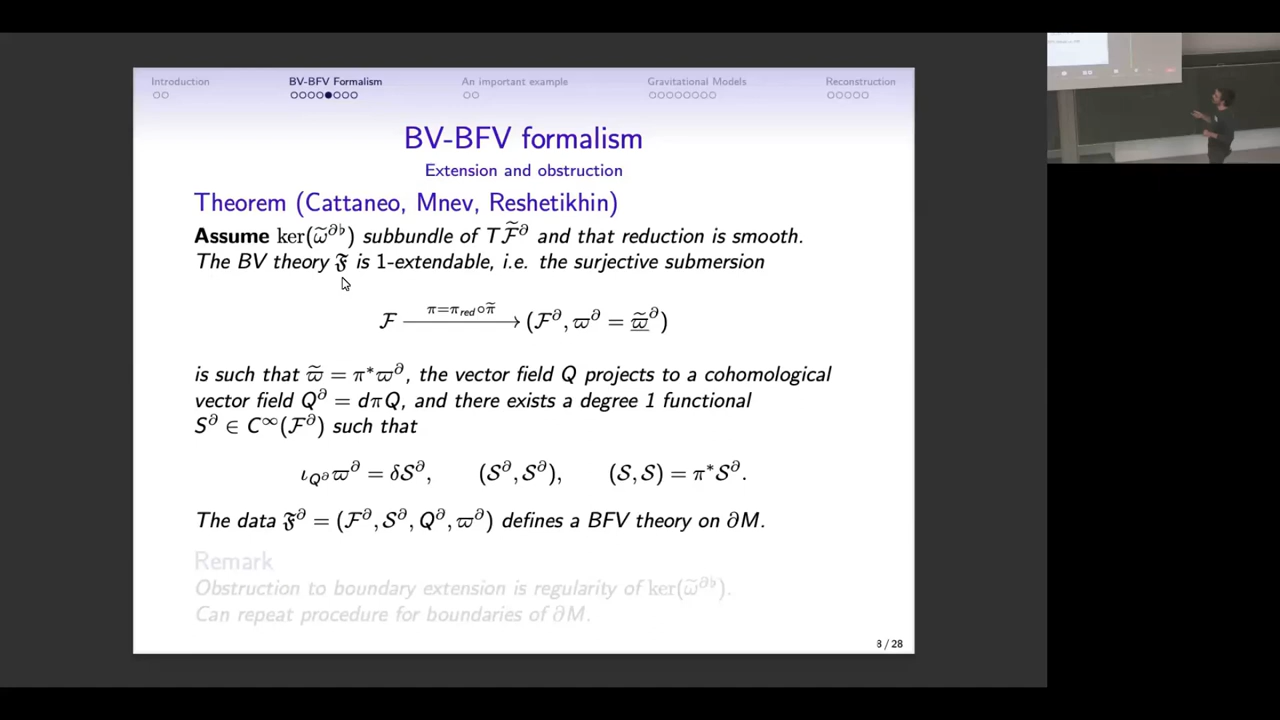 Introduction BV-BFV Formalism An important example Gravitational Models Reconstruction
BV-BFV formalism
Extension and obstruction
Theorem (Cattaneo, Mnev, Reshetikhin)
Assume ker(ω̃^{∂♭}) subbundle of TF̃^∂ and that reduction is smooth.
The BV theory 𝔉 is 1-extendable, i.e. the surjective submersion
F —π=π_{red}∘π̃→ (F^∂, ϖ^∂ = \underline{ϖ̃}^∂)
is such that ϖ̃ = π*ϖ^∂, the vector field Q projects to a cohomological
vector field Q^∂ = dπQ, and there exists a degree 1 functional
S^∂ ∈ C^∞(F^∂) such that
ι_{Q^∂}ϖ^∂ = δS^∂, (S^∂, S^∂), (S, S) = π*S^∂.
The data 𝔉^∂ = (F^∂, S^∂, Q^∂, ϖ^∂) defines a BFV theory on ∂M.
Remark
Obstruction to boundary extension is regularity of ker(ω̃^{∂♭}).
Can repeat procedure for boundaries of ∂M.
8 / 28